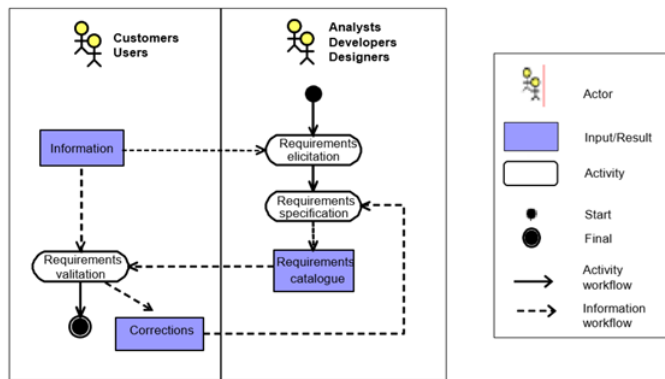 Customers
Users
Analysts
Developers
Designers
Information
Requirements
elicitation
Requirements
specification
Requirements
valitation
Requirements
catalogue
Corrections
Actor
Input/Result
Activity
Start
Final
Activity
workflow
Information
workflow